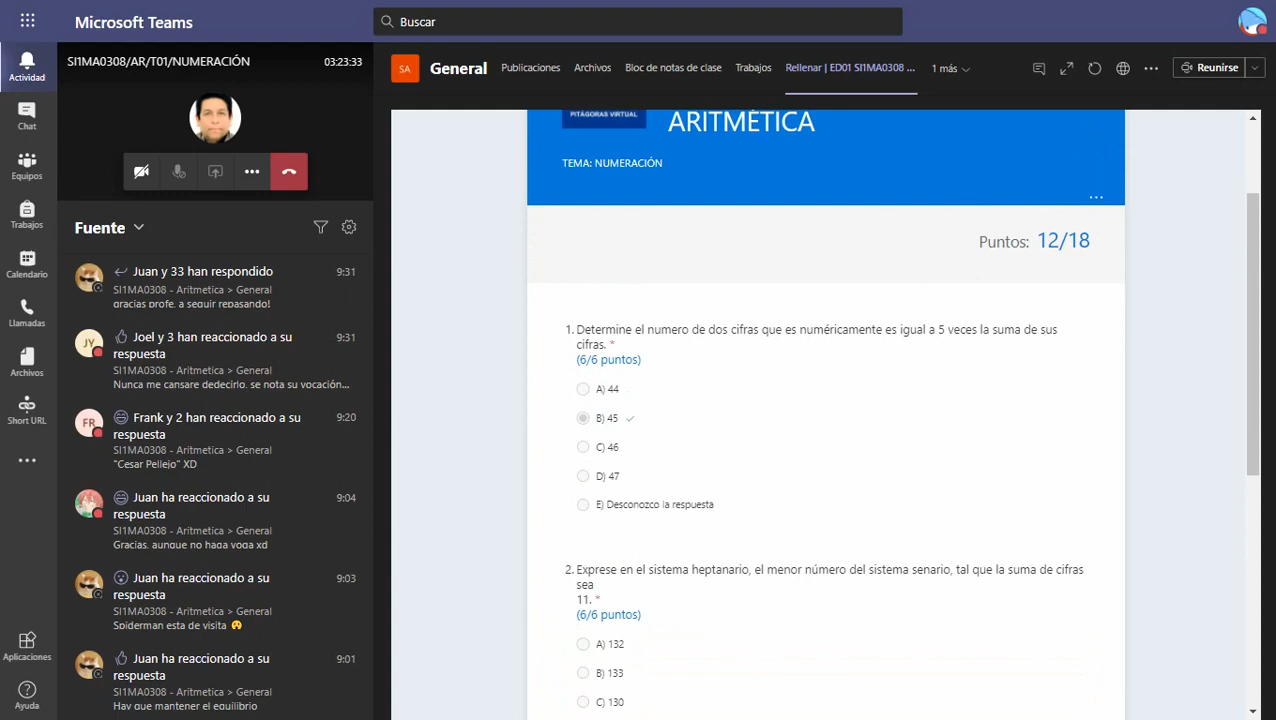 Microsoft Teams
Buscar
Actividad
Chat
Equipos
Trabajos
Calendario
Llamadas
Archivos
Short URL
Aplicaciones
Ayuda
SI1MA0308/AR/T01/NUMERACIÓN
03:23:33
Fuente
Juan y 33 han respondido 9:31
SI1MA0308 - Aritmetica > General
gracias profe, a seguir repasando!
JY
Joel y 3 han reaccionado a su 9:31
respuesta
SI1MA0308 - Aritmetica > General
Nunca me cansare dedecirlo, se nota su vocación...
FR
Frank y 2 han reaccionado a su 9:20
respuesta
SI1MA0308 - Aritmetica > General
"Cesar Pellejo" XD
Juan ha reaccionado a su 9:04
respuesta
SI1MA0308 - Aritmetica > General
Gracias, aunque no haga yoga xd
Juan ha reaccionado a su 9:03
respuesta
SI1MA0308 - Aritmetica > General
Spiderman esta de visita 😯
Juan ha reaccionado a su 9:01
respuesta
SI1MA0308 - Aritmetica > General
Hay que mantener el equilibrio
SA
General
Publicaciones
Archivos
Bloc de notas de clase
Trabajos
Rellenar | ED01 SI1MA0308 ...
1 más
Reunirse
PITÁGORAS VIRTUAL
ARITMÉTICA
TEMA: NUMERACIÓN
...
Puntos: 12/18
1. Determine el numero de dos cifras que es numéricamente es igual a 5 veces la suma de sus
cifras. *
(6/6 puntos)
A) 44
B) 45 ✓
C) 46
D) 47
E) Desconozco la respuesta
2. Exprese en el sistema heptanario, el menor número del sistema senario, tal que la suma de cifras
sea
11. *
(6/6 puntos)
A) 132
B) 133
C) 130